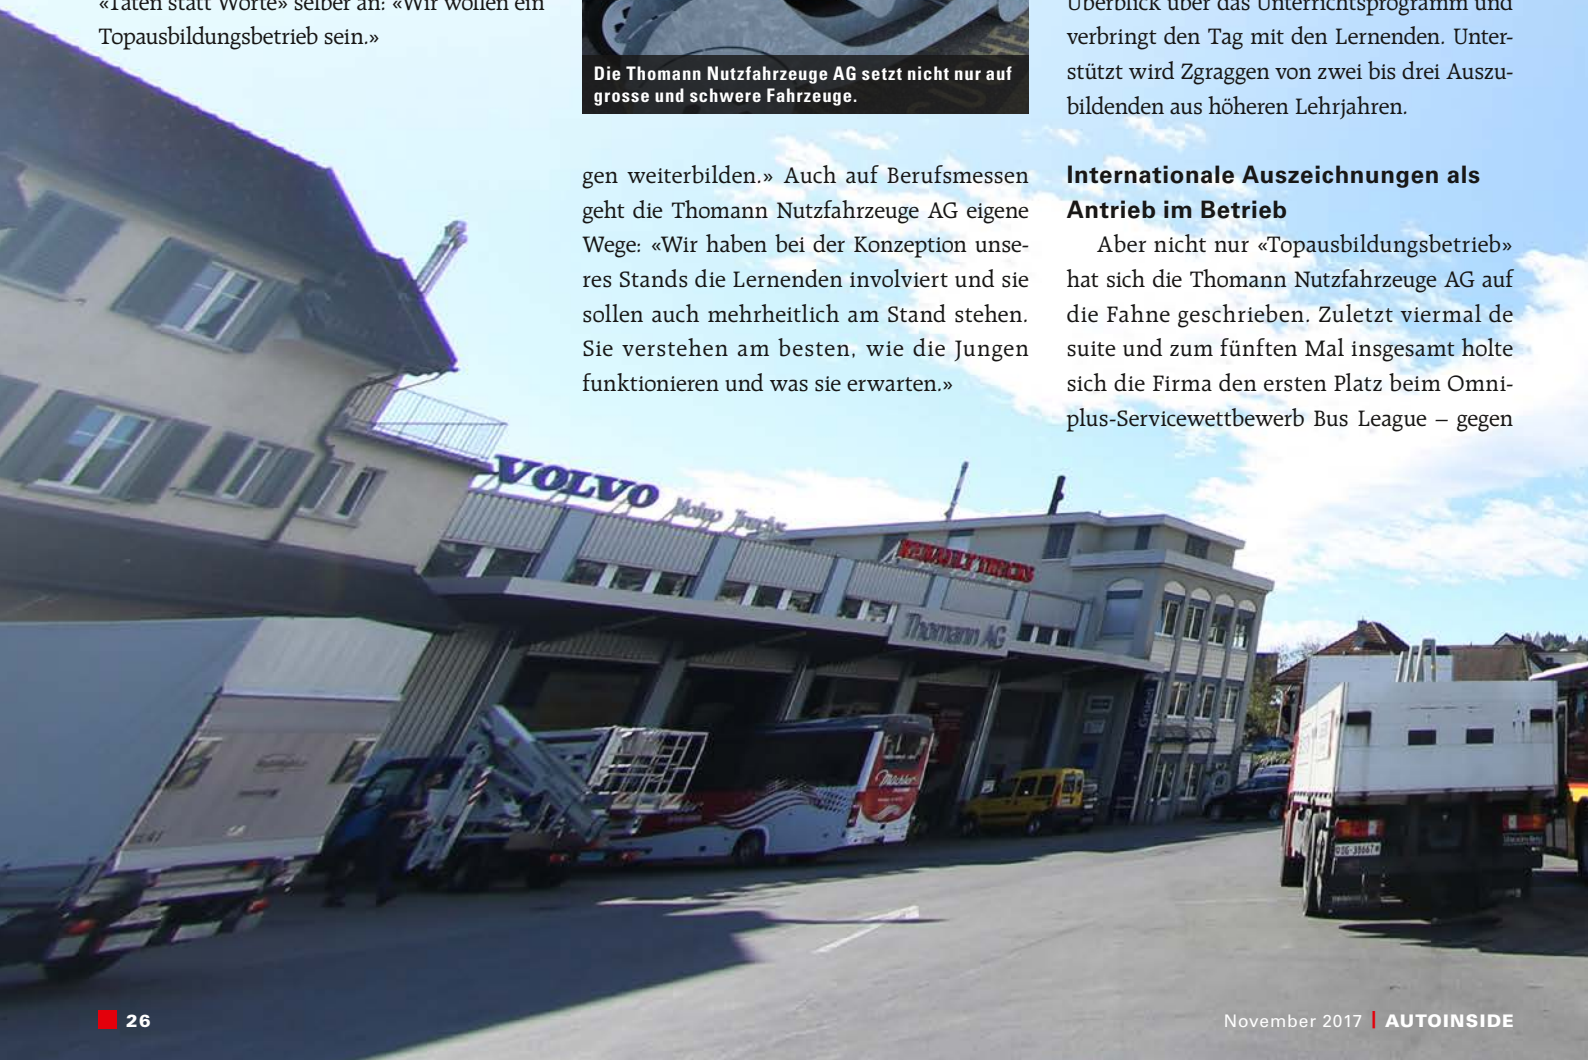 «Taten statt Worte» selber an: «Wir wollen ein
Topausbildungsbetrieb sein.»
Die Thomann Nutzfahrzeuge AG setzt nicht nur auf
grosse und schwere Fahrzeuge.
gen weiterbilden.» Auch auf Berufsmessen
geht die Thomann Nutzfahrzeuge AG eigene
Wege: «Wir haben bei der Konzeption unse-
res Stands die Lernenden involviert und sie
sollen auch mehrheitlich am Stand stehen.
Sie verstehen am besten, wie die Jungen
funktionieren und was sie erwarten.»
Überblick über das Unterrichtsprogramm und
verbringt den Tag mit den Lernenden. Unter-
stützt wird Zgraggen von zwei bis drei Auszu-
bildenden aus höheren Lehrjahren.
Internationale Auszeichnungen als
Antrieb im Betrieb
Aber nicht nur «Topausbildungsbetrieb»
hat sich die Thomann Nutzfahrzeuge AG auf
die Fahne geschrieben. Zuletzt viermal de
suite und zum fünften Mal insgesamt holte
sich die Firma den ersten Platz beim Omni-
plus-Servicewettbewerb Bus League – gegen
VOLVO
Volvo Trucks
RENAULT TRUCKS
Thomann AG
Mächler
26
November 2017 | AUTOINSIDE